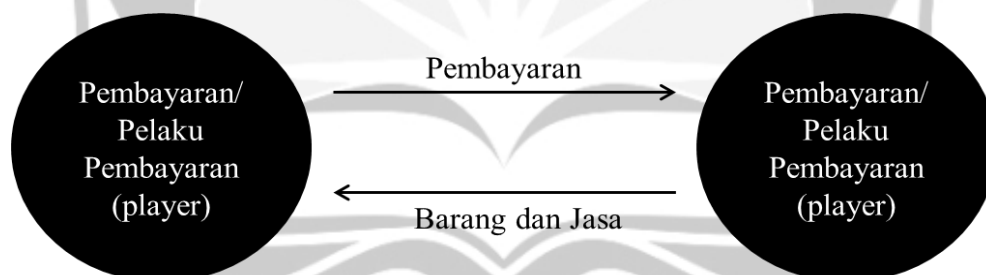 Pembayaran/
Pelaku
Pembayaran
(player)
Pembayaran
Barang dan Jasa
Pembayaran/
Pelaku
Pembayaran
(player)